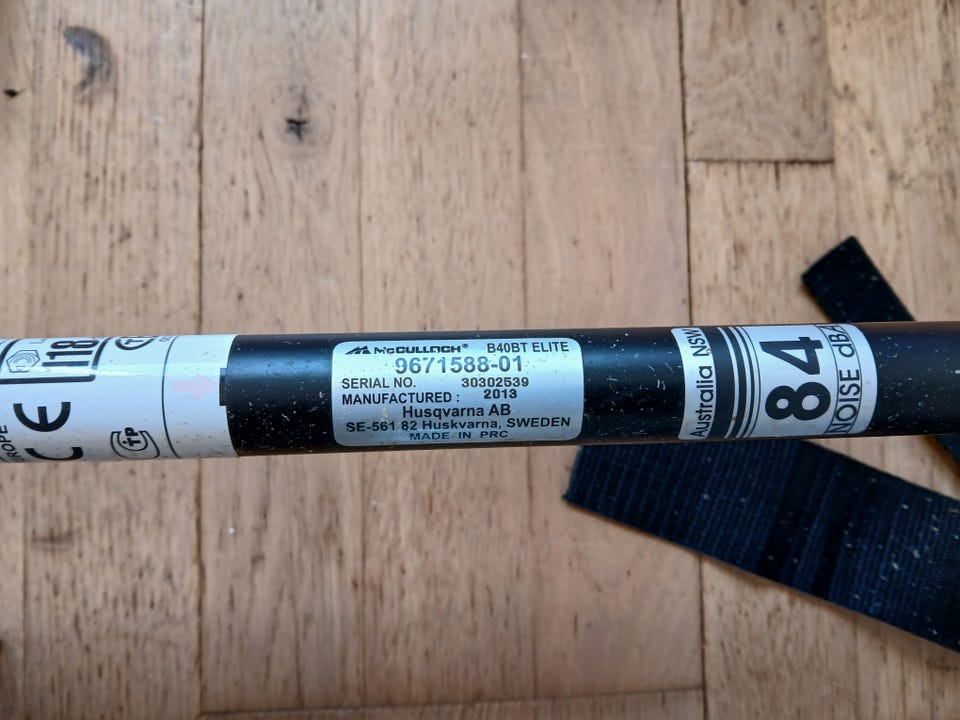 McCULLOCH® B40BT ELITE
9671588-01
SERIAL NO. 30302539
MANUFACTURED : 2013
Husqvarna AB
SE-561 82 Huskvarna, SWEDEN
MADE IN PRC
118
CE
TP
Australia NSW
84
NOISE dBA